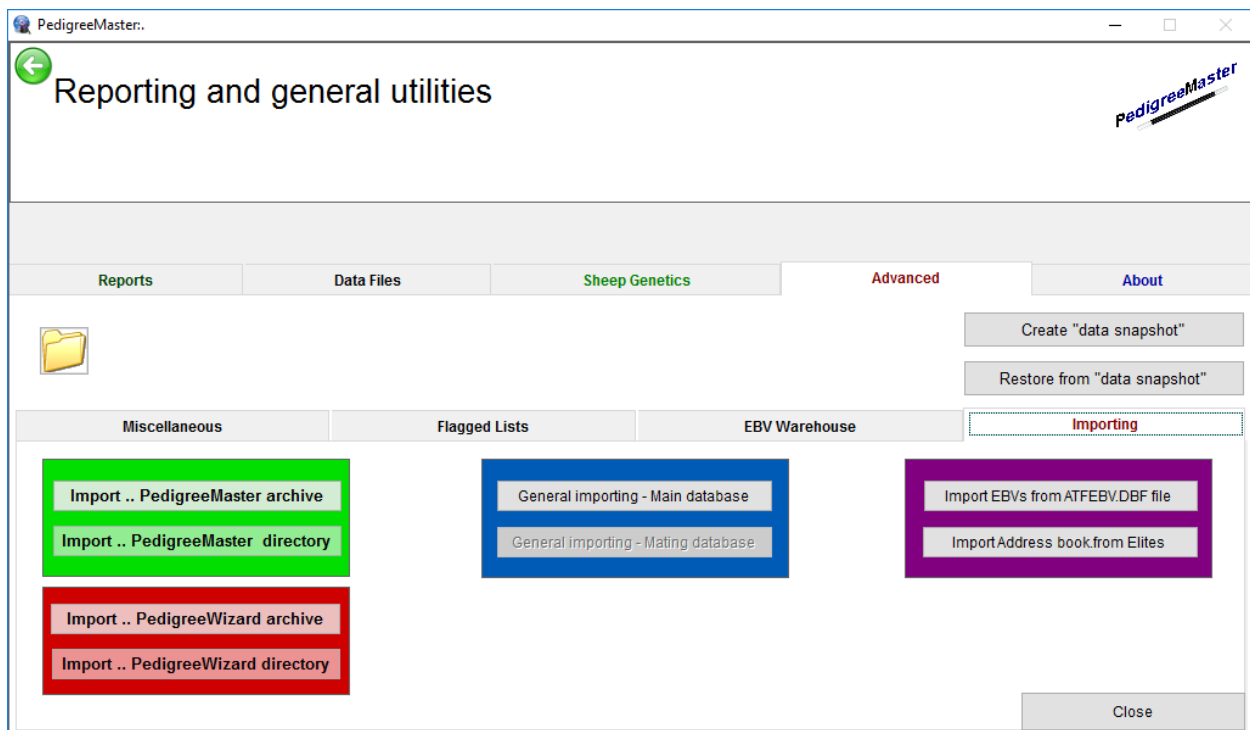 PedigreeMaster:.
Reporting and general utilities
PedigreeMaster
Reports
Data Files
Sheep Genetics
Advanced
About
Create "data snapshot"
Restore from "data snapshot"
Miscellaneous
Flagged Lists
EBV Warehouse
Importing
Import .. PedigreeMaster archive
Import .. PedigreeMaster  directory
General importing - Main database
General importing - Mating database
Import EBVs from ATFEBV.DBF file
Import Address book.from Elites
Import .. PedigreeWizard archive
Import .. PedigreeWizard directory
Close